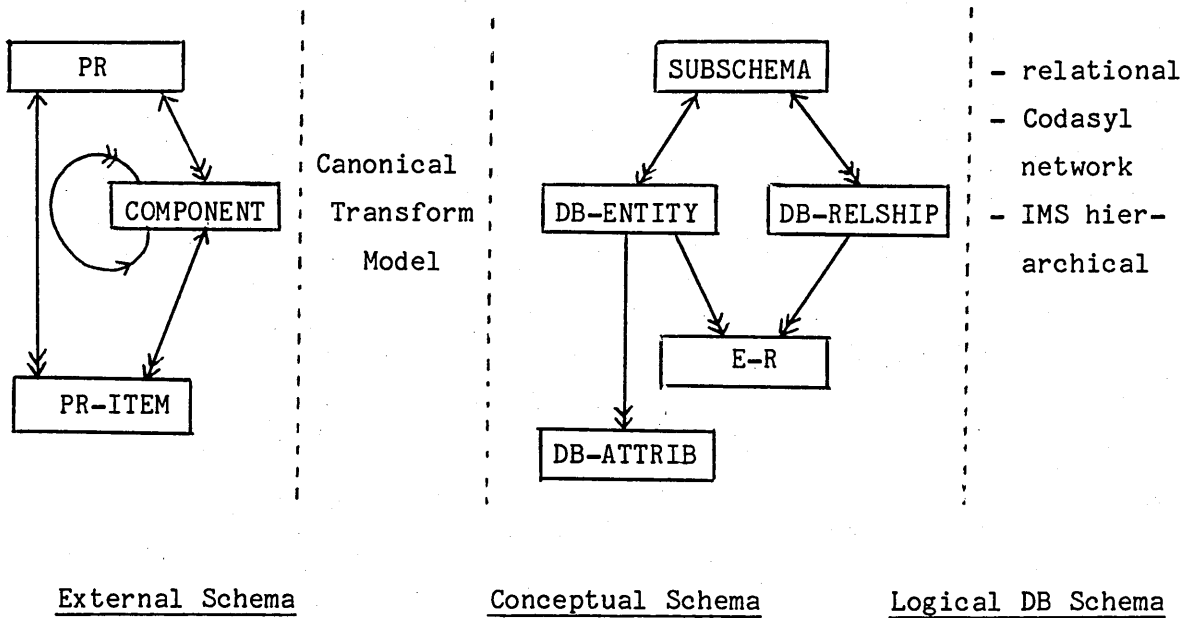 PR
COMPONENT
PR-ITEM
Canonical
Transform
Model
SUBSCHEMA
DB-ENTITY
DB-RELSHIP
E-R
DB-ATTRIB
- relational
- Codasyl
network
- IMS hier-
archical
External Schema
Conceptual Schema
Logical DB Schema